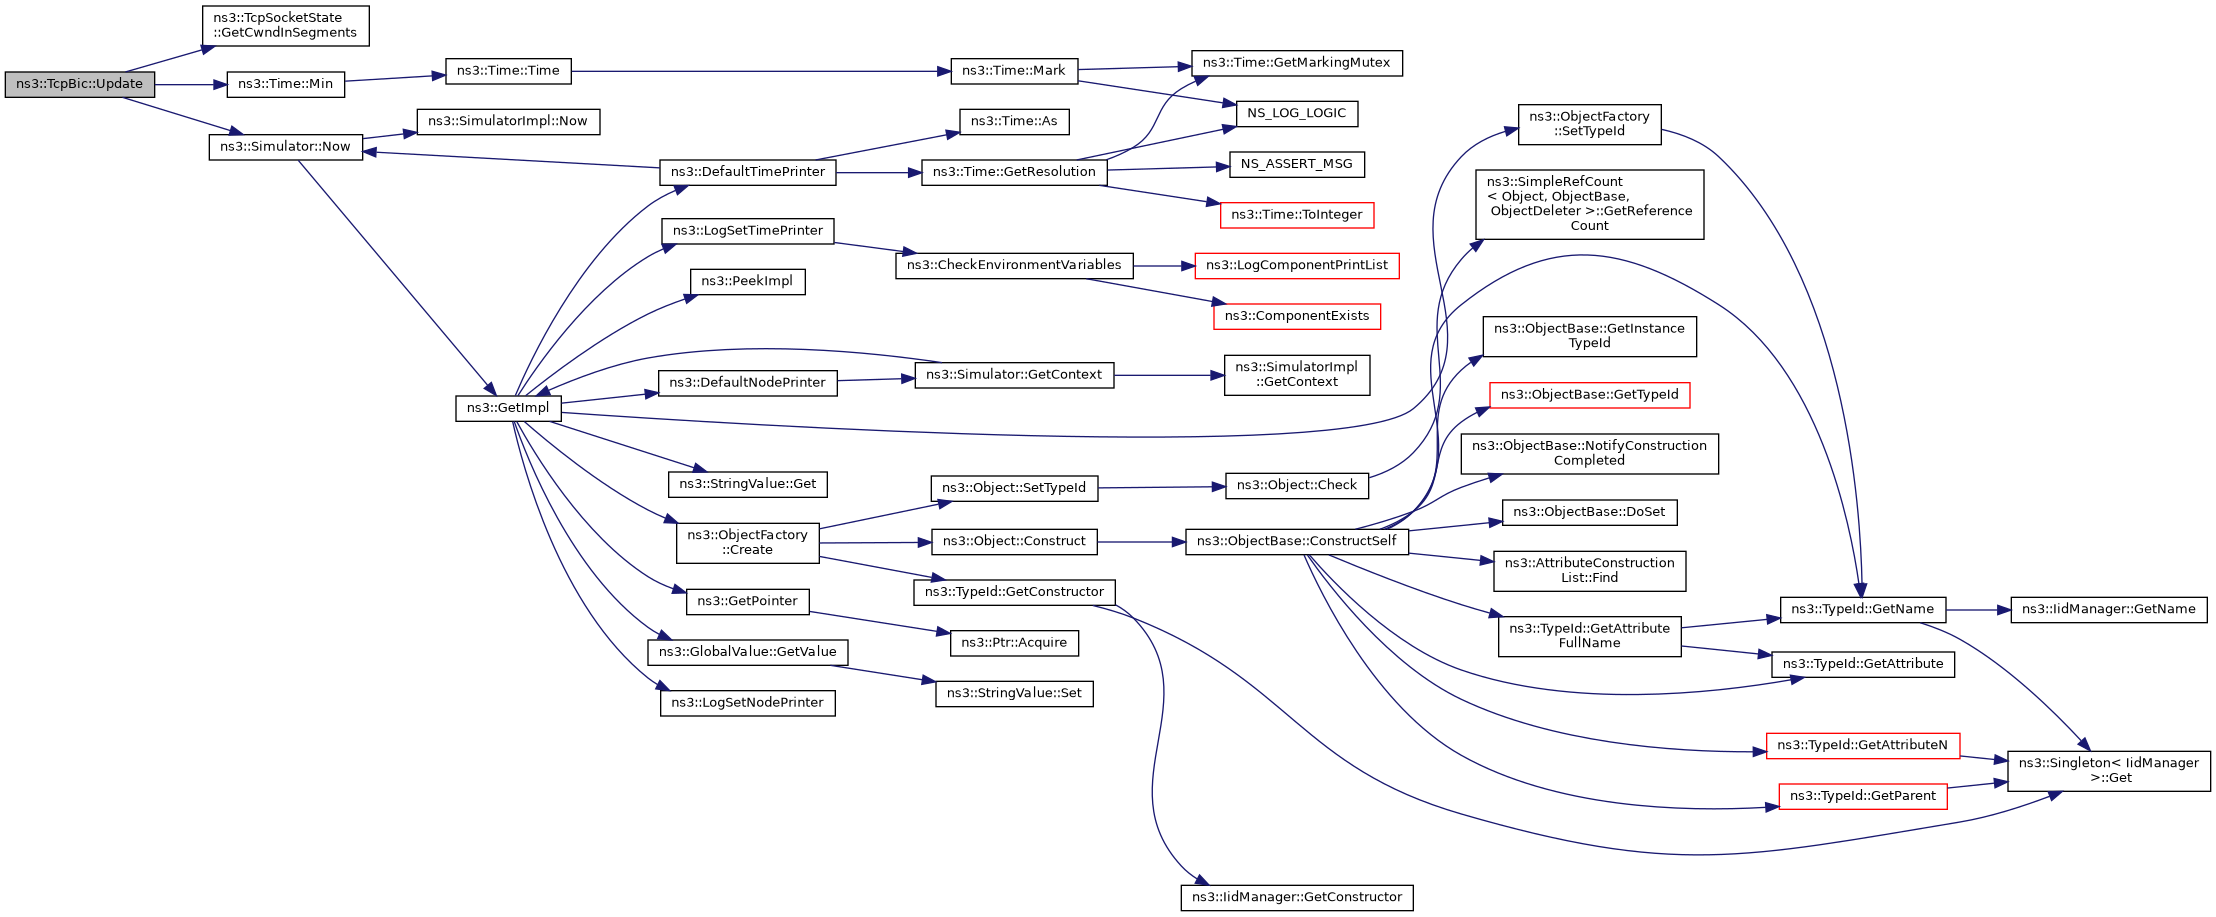 ns3::TcpSocketState
::GetCwndInSegments
ns3::TcpBic::Update
ns3::Time::Min
ns3::Simulator::Now
ns3::Time::Time
ns3::SimulatorImpl::Now
ns3::GetImpl
ns3::DefaultTimePrinter
ns3::LogSetTimePrinter
ns3::PeekImpl
ns3::DefaultNodePrinter
ns3::StringValue::Get
ns3::ObjectFactory
::Create
ns3::GetPointer
ns3::GlobalValue::GetValue
ns3::LogSetNodePrinter
ns3::Time::Mark
ns3::Time::As
ns3::Time::GetResolution
ns3::CheckEnvironmentVariables
ns3::Simulator::GetContext
ns3::Object::SetTypeId
ns3::Object::Construct
ns3::TypeId::GetConstructor
ns3::Ptr::Acquire
ns3::StringValue::Set
ns3::Time::GetMarkingMutex
NS_LOG_LOGIC
NS_ASSERT_MSG
ns3::Time::ToInteger
ns3::LogComponentPrintList
ns3::ComponentExists
ns3::SimulatorImpl
::GetContext
ns3::Object::Check
ns3::ObjectBase::ConstructSelf
ns3::IidManager::GetConstructor
ns3::ObjectFactory
::SetTypeId
ns3::SimpleRefCount
< Object, ObjectBase,
ObjectDeleter >::GetReference
Count
ns3::ObjectBase::GetInstance
TypeId
ns3::ObjectBase::GetTypeId
ns3::ObjectBase::NotifyConstruction
Completed
ns3::ObjectBase::DoSet
ns3::AttributeConstruction
List::Find
ns3::TypeId::GetAttribute
FullName
ns3::TypeId::GetName
ns3::TypeId::GetAttribute
ns3::TypeId::GetAttributeN
ns3::TypeId::GetParent
ns3::IidManager::GetName
ns3::Singleton< IidManager
>::Get